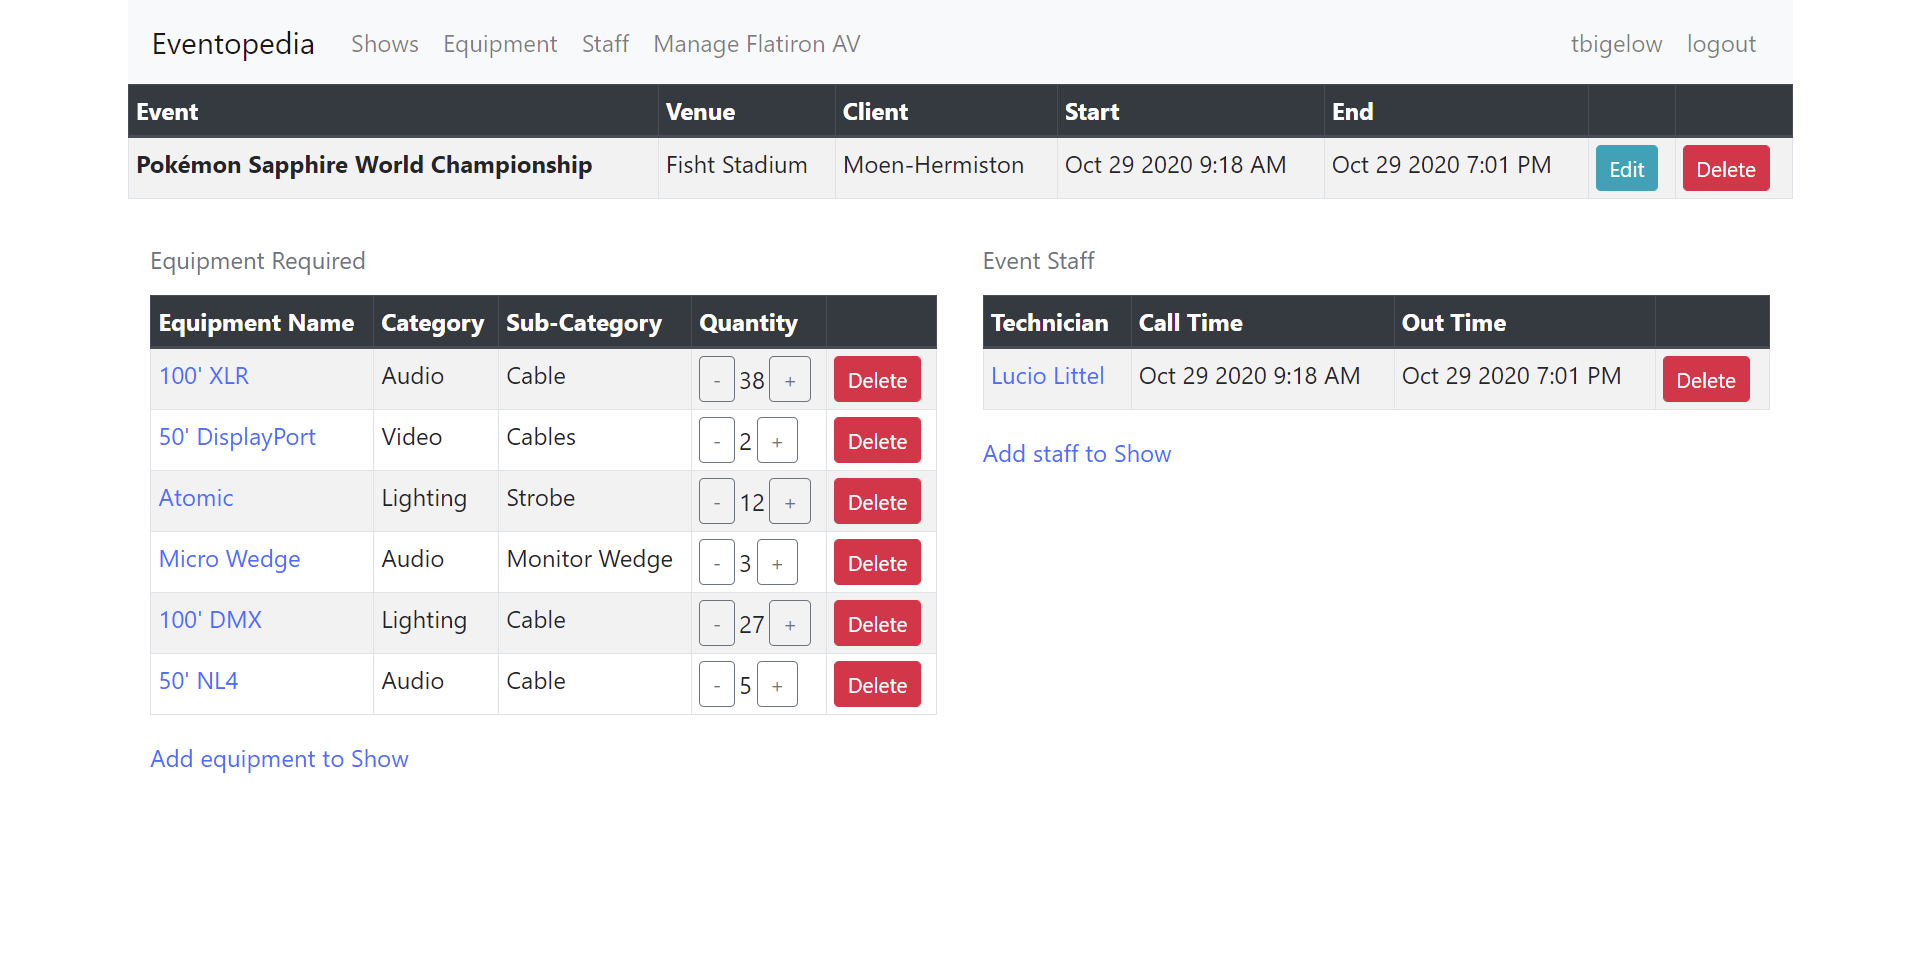 Eventopedia Shows Equipment Staff Manage Flatiron AV tbigelow logout
Event Venue Client Start End
Pokémon Sapphire World Championship Fisht Stadium Moen-Hermiston Oct 29 2020 9:18 AM Oct 29 2020 7:01 PM Edit Delete
Equipment Required
Equipment Name Category Sub-Category Quantity
100' XLR Audio Cable - 38 + Delete
50' DisplayPort Video Cables - 2 + Delete
Atomic Lighting Strobe - 12 + Delete
Micro Wedge Audio Monitor Wedge - 3 + Delete
100' DMX Lighting Cable - 27 + Delete
50' NL4 Audio Cable - 5 + Delete
Add equipment to Show
Event Staff
Technician Call Time Out Time
Lucio Littel Oct 29 2020 9:18 AM Oct 29 2020 7:01 PM Delete
Add staff to Show